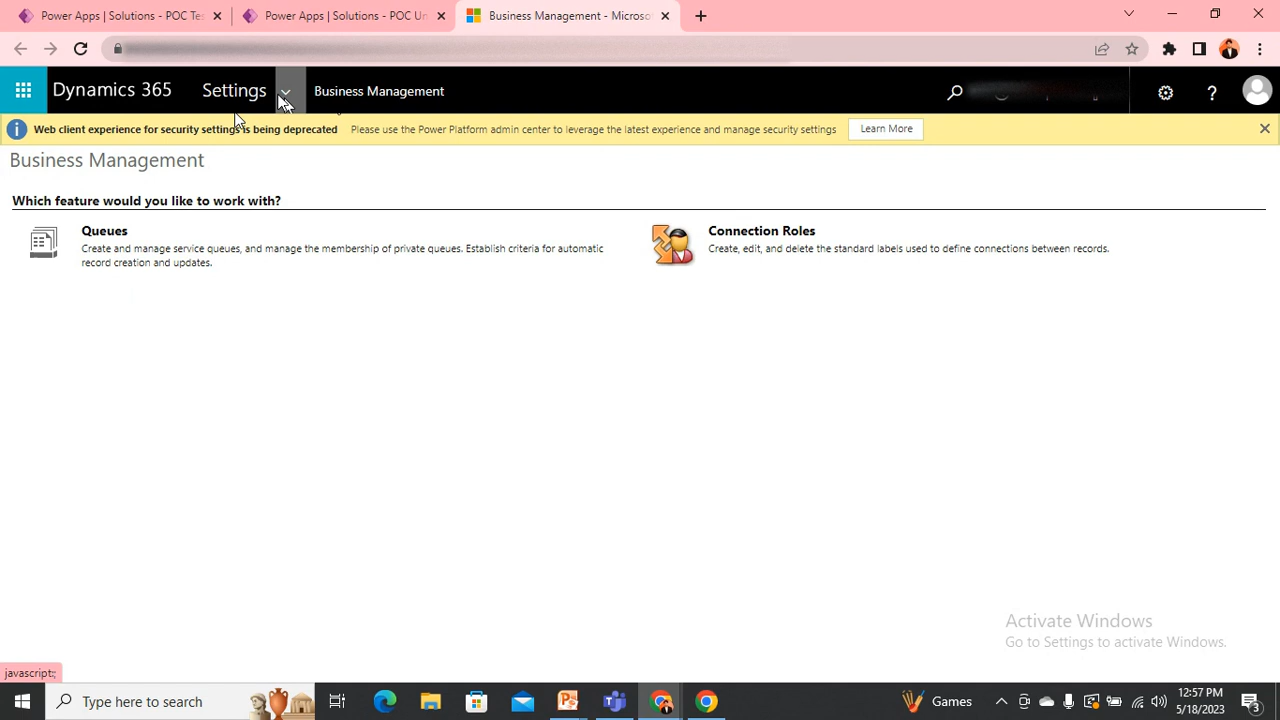 Power Apps | Solutions - POC Tes
Power Apps | Solutions - POC Un
Business Management - Microso
Dynamics 365
Settings
Business Management
Web client experience for security settings is being deprecated
Please use the Power Platform admin center to leverage the latest experience and manage security settings
Learn More
Business Management
Which feature would you like to work with?
Queues
Create and manage service queues, and manage the membership of private queues. Establish criteria for automatic
record creation and updates.
Connection Roles
Create, edit, and delete the standard labels used to define connections between records.
Activate Windows
Go to Settings to activate Windows.
javascript:;
Type here to search
Games
12:57 PM
5/18/2023
3